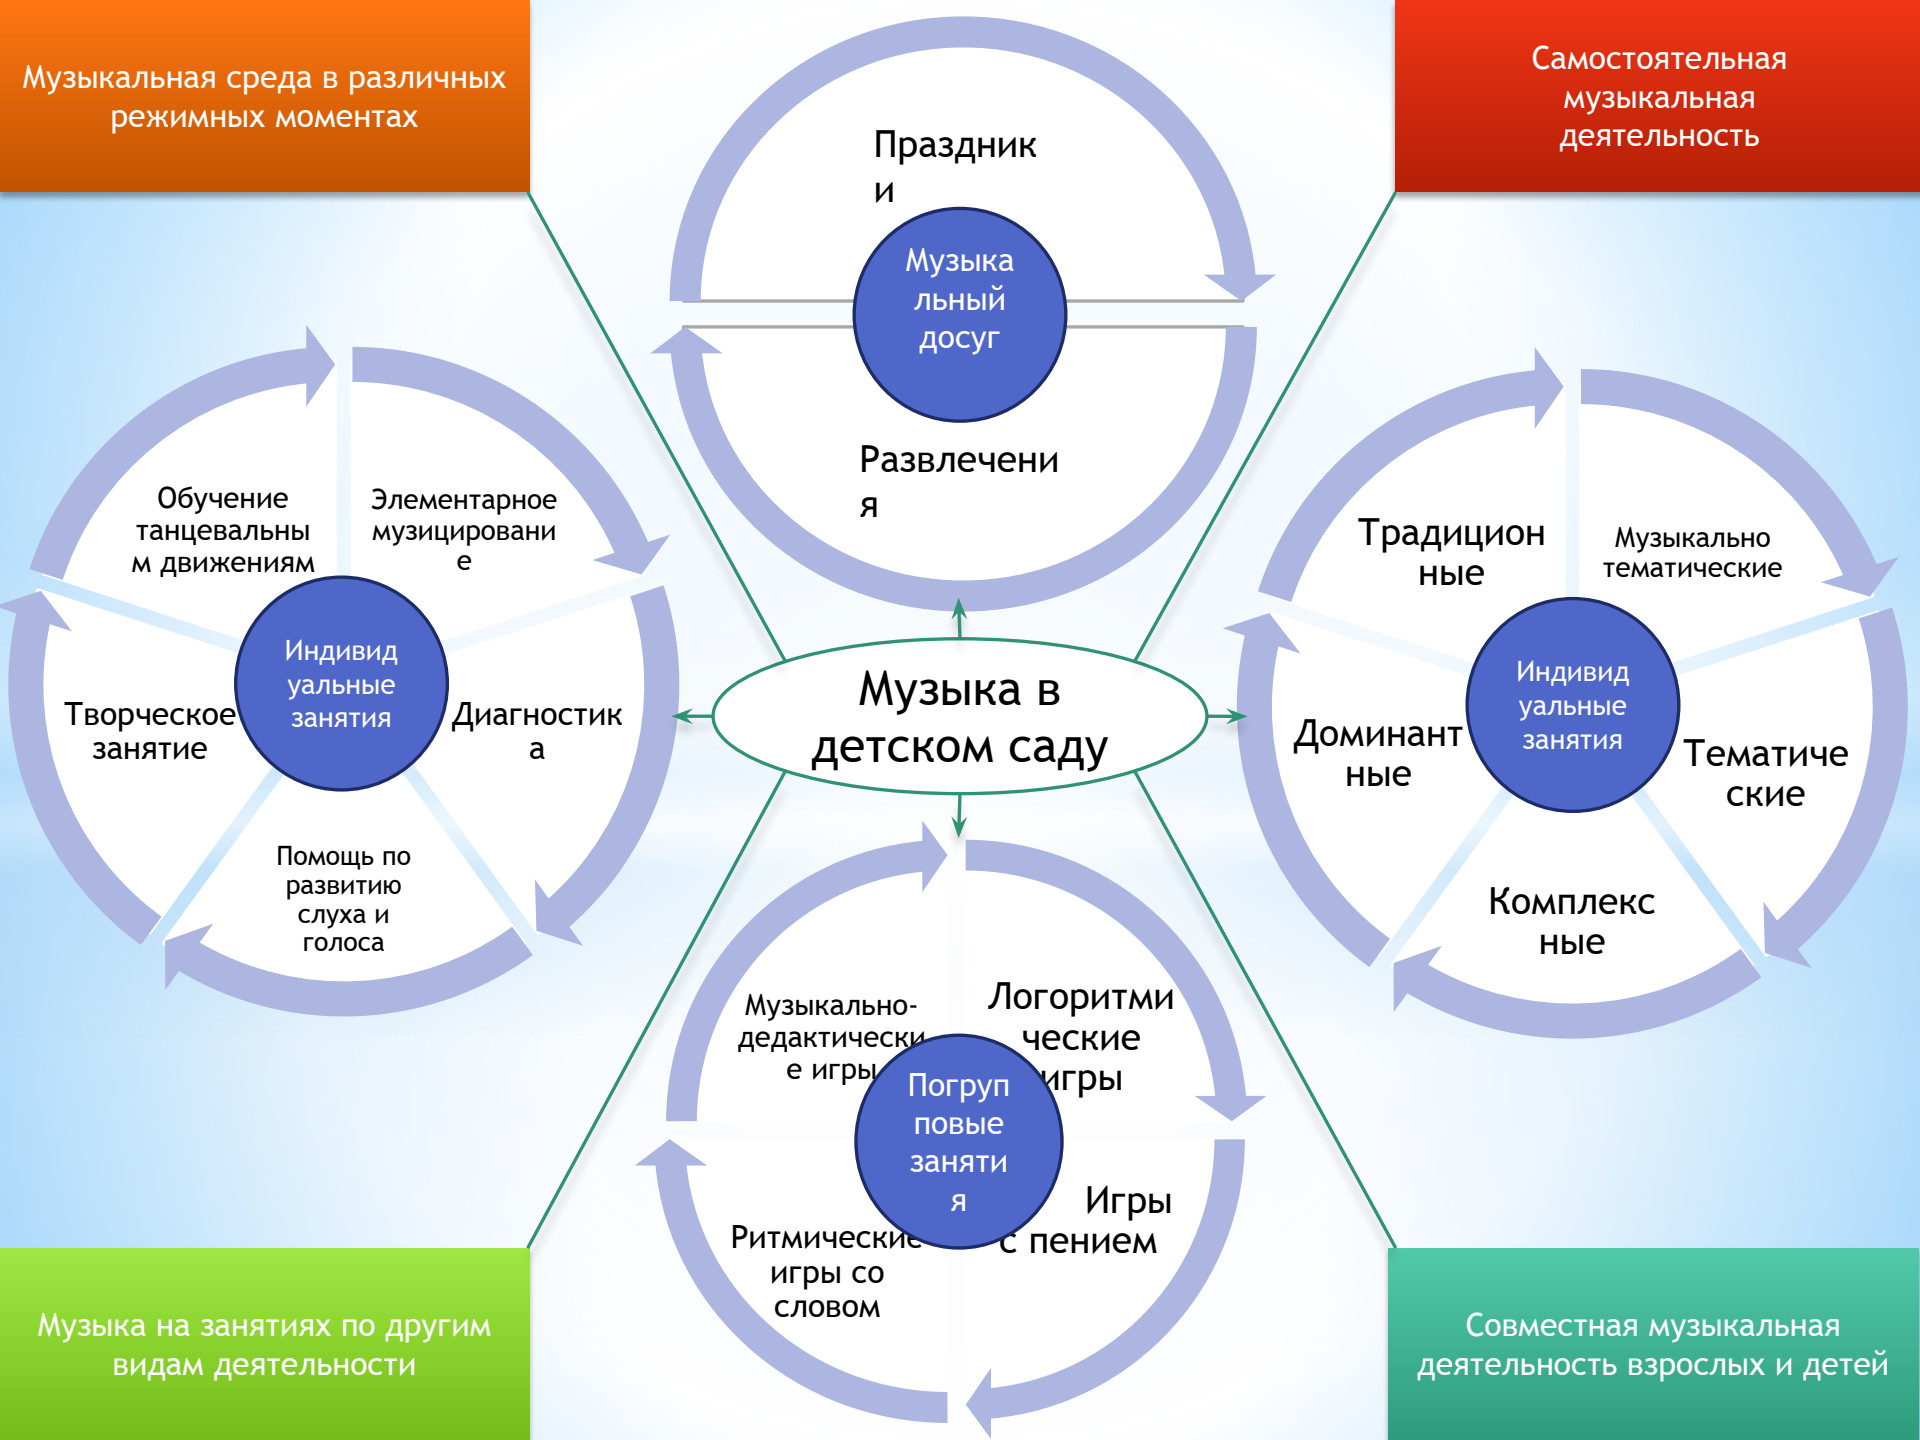 Музыкальная среда в различных
режимных моментах
Самостоятельная
музыкальная
деятельность
Праздник
и
Музыка
льный
досуг
Развлечени
я
Обучение
танцевальны
м движениям
Элементарное
музицировани
е
Индивид
уальные
занятия
Творческое
занятие
Диагностик
а
Помощь по
развитию
слуха и
голоса
Музыка в
детском саду
Традицион
ные
Музыкально
тематические
Индивид
уальные
занятия
Доминант
ные
Тематиче
ские
Комплекс
ные
Музыкально-
дедактически
е игры
Логоритми
ческие
игры
Погруп
повые
заняти
я
Ритмические
игры со
словом
Игры
с пением
Музыка на занятиях по другим
видам деятельности
Совместная музыкальная
деятельность взрослых и детей